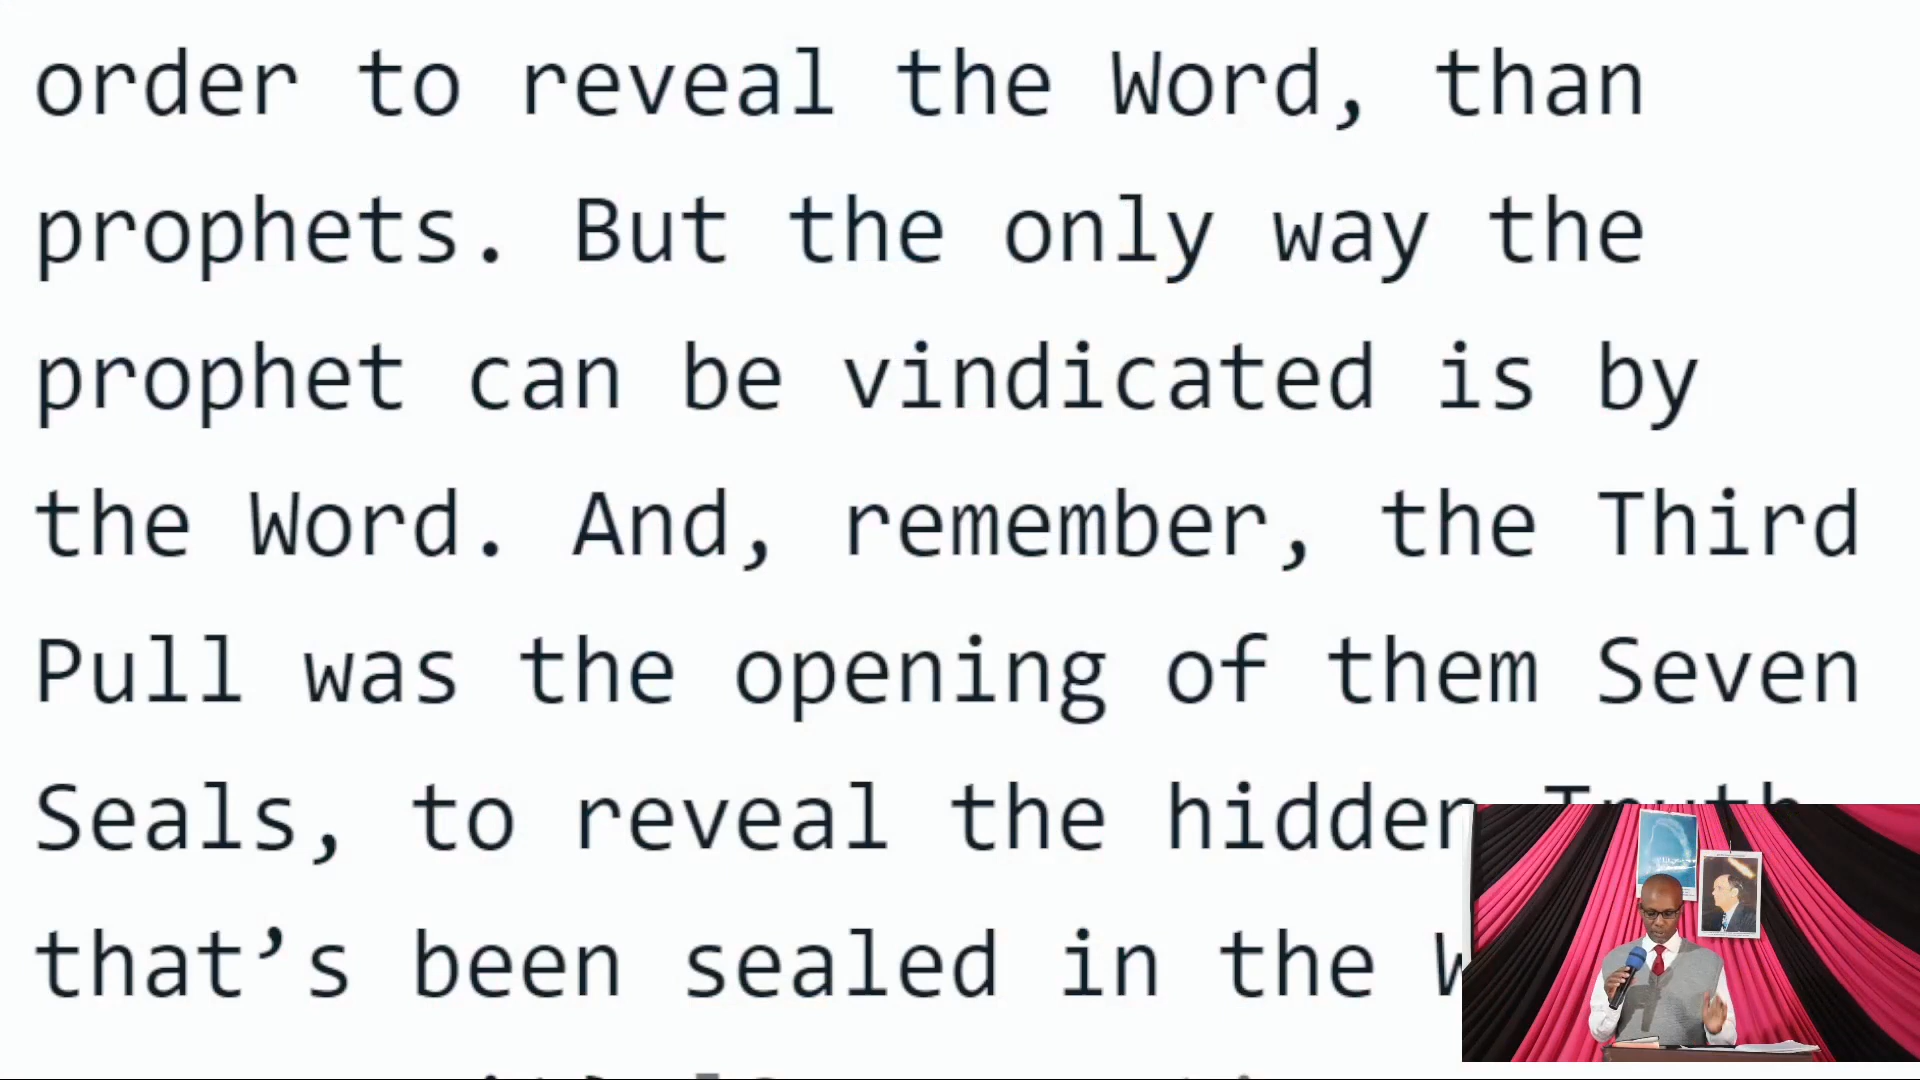 order to reveal the Word, than
prophets. But the only way the
prophet can be vindicated is by
the Word. And, remember, the Third
Pull was the opening of them Seven
Seals, to reveal the hidden Truth
that’s been sealed in the